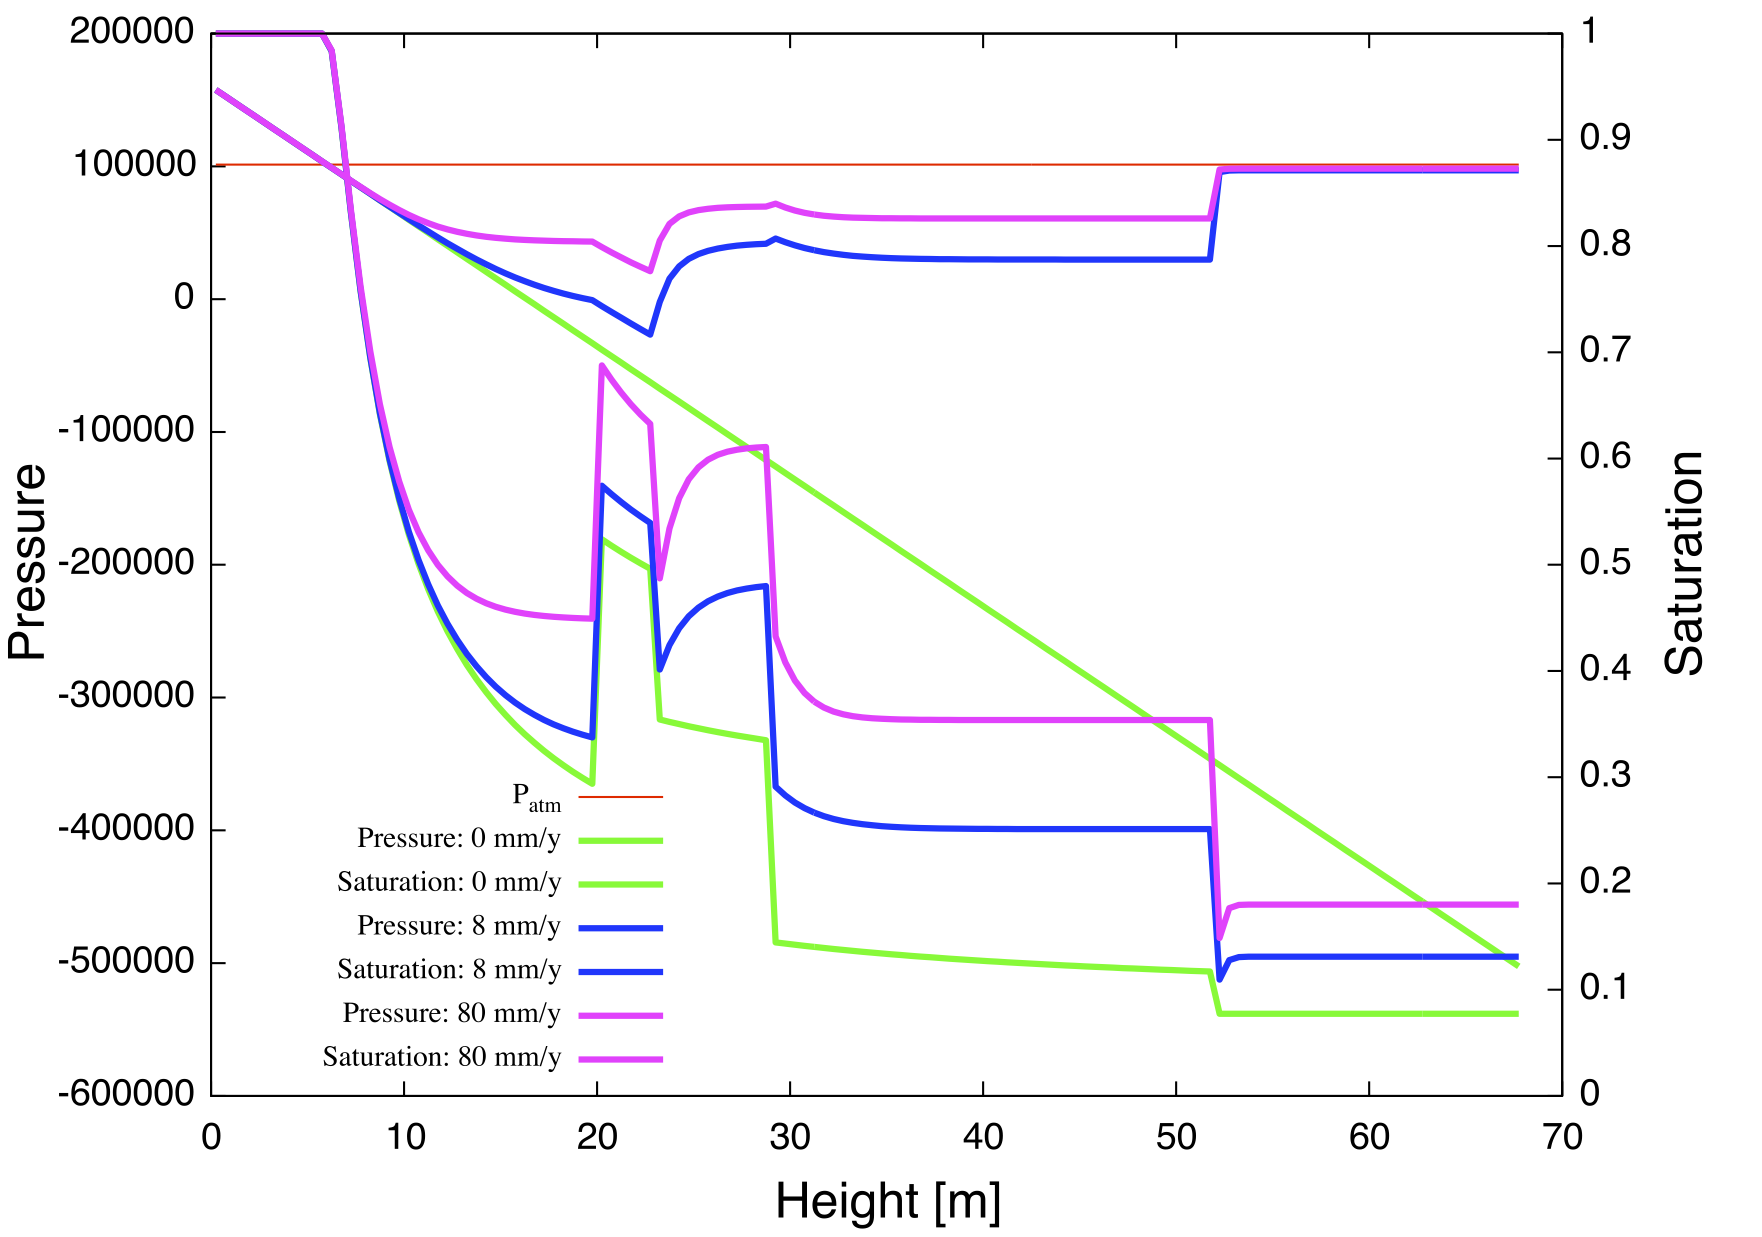 200000
100000
0
-100000
-200000
-300000
-400000
-500000
-600000
Pressure
1
0.9
0.8
0.7
0.6
0.5
0.4
0.3
0.2
0.1
0
Saturation
Patm
Pressure: 0 mm/y
Saturation: 0 mm/y
Pressure: 8 mm/y
Saturation: 8 mm/y
Pressure: 80 mm/y
Saturation: 80 mm/y
0 10 20 30 40 50 60 70
Height [m]